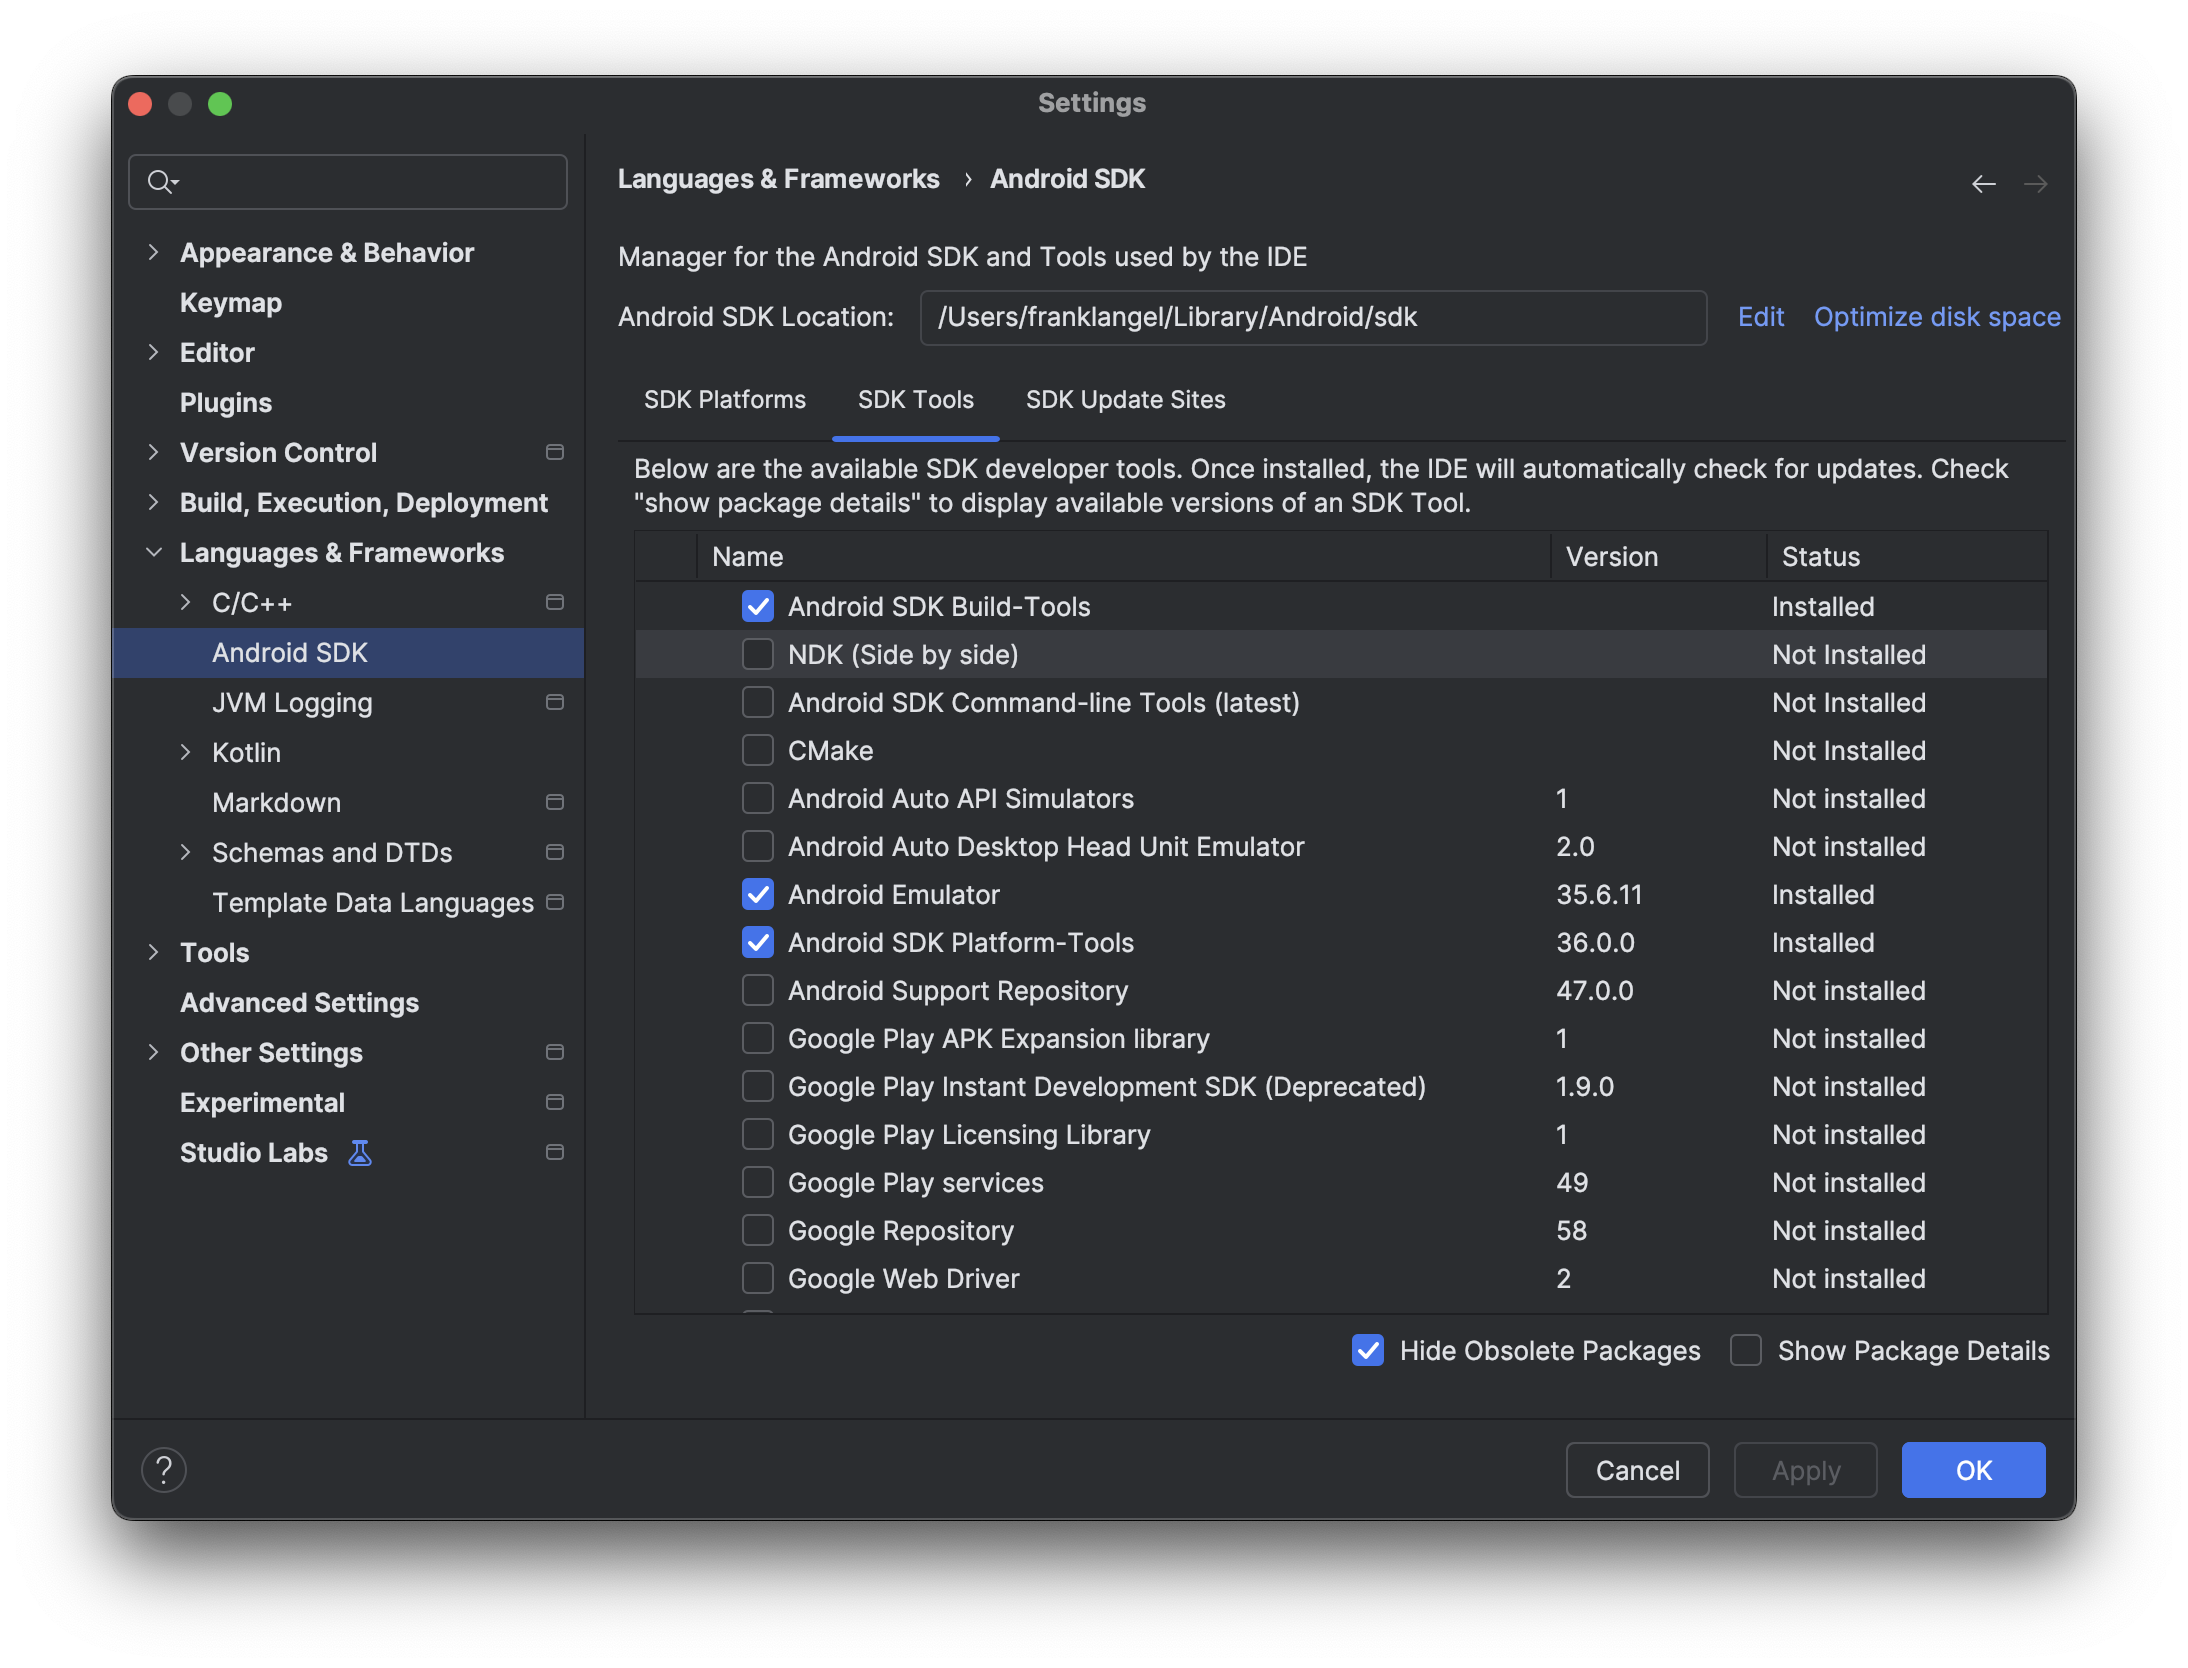 Settings
Appearance & Behavior
Keymap
Editor
Plugins
Version Control
Build, Execution, Deployment
Languages & Frameworks
C/C++
Android SDK
JVM Logging
Kotlin
Markdown
Schemas and DTDs
Template Data Languages
Tools
Advanced Settings
Other Settings
Experimental
Studio Labs
Languages & Frameworks › Android SDK
Manager for the Android SDK and Tools used by the IDE
Android SDK Location: /Users/franklangel/Library/Android/sdk Edit Optimize disk space
SDK Platforms SDK Tools SDK Update Sites
Below are the available SDK developer tools. Once installed, the IDE will automatically check for updates. Check
"show package details" to display available versions of an SDK Tool.
Name Version Status
Android SDK Build-Tools Installed
NDK (Side by side) Not Installed
Android SDK Command-line Tools (latest) Not Installed
CMake Not Installed
Android Auto API Simulators 1 Not installed
Android Auto Desktop Head Unit Emulator 2.0 Not installed
Android Emulator 35.6.11 Installed
Android SDK Platform-Tools 36.0.0 Installed
Android Support Repository 47.0.0 Not installed
Google Play APK Expansion library 1 Not installed
Google Play Instant Development SDK (Deprecated) 1.9.0 Not installed
Google Play Licensing Library 1 Not installed
Google Play services 49 Not installed
Google Repository 58 Not installed
Google Web Driver 2 Not installed
Hide Obsolete Packages Show Package Details
? Cancel Apply OK